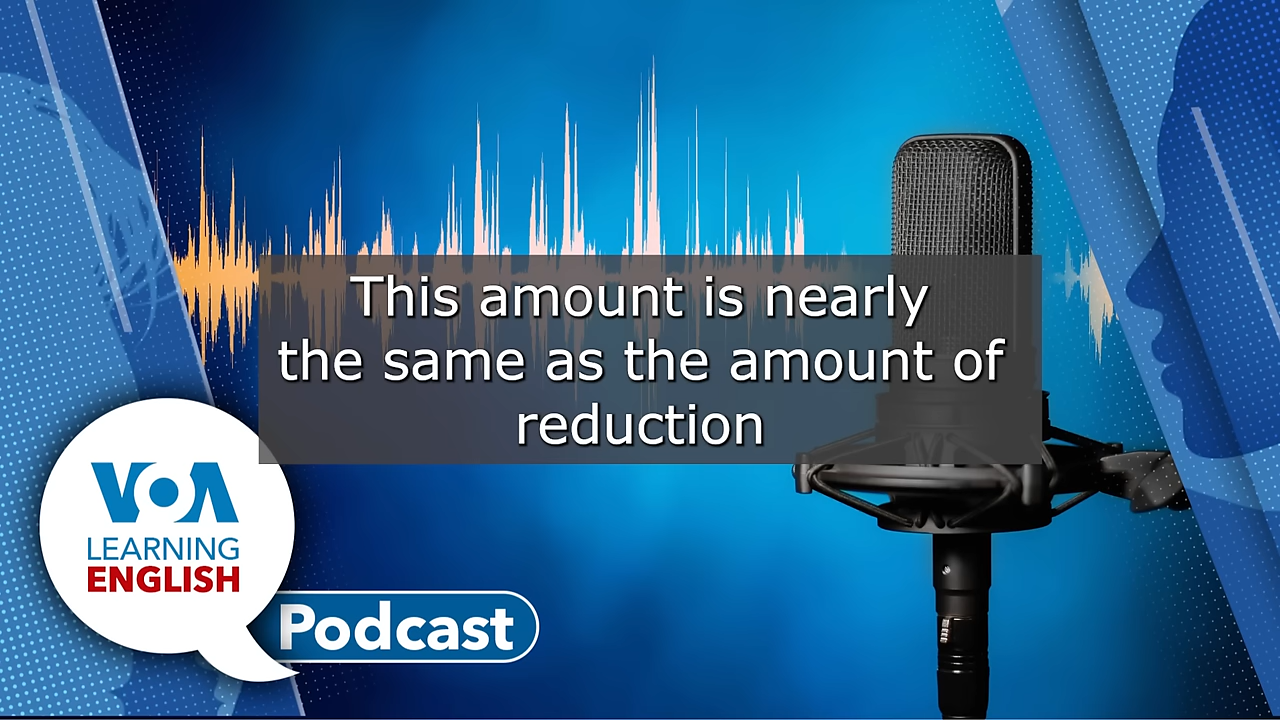 This amount is nearly
the same as the amount of
reduction
VOA
LEARNING
ENGLISH
Podcast